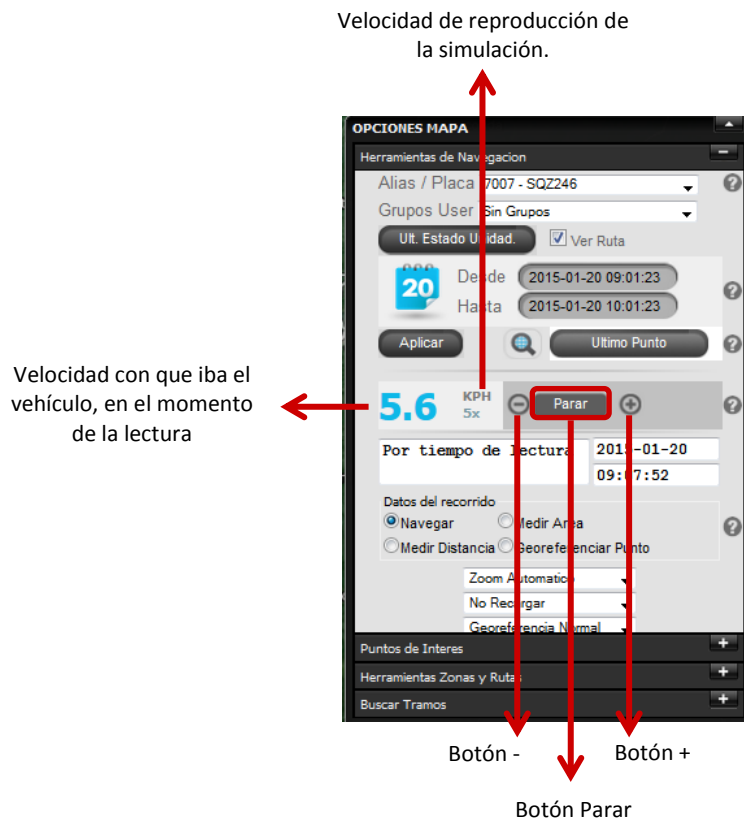 Velocidad de reproducción de
la simulación.
OPCIONES MAPA
Herramientas de Navegacion
Alias / Placa 7007 - SQZ246
Grupos User Sin Grupos
Ult. Estado Unidad. Ver Ruta
20
Desde 2015-01-20 09:01:23
Hasta 2015-01-20 10:01:23
Aplicar Ultimo Punto
Velocidad con que iba el
vehículo, en el momento
de la lectura
5.6 KPH
5x
Parar
Por tiempo de lectura 2015-01-20
09:07:52
Datos del recorrido
Navegar Medir Area
Medir Distancia Georeferenciar Punto
Zoom Automatico
No Recargar
Georeferencia Normal
Puntos de Interes
Herramientas Zonas y Rutas
Buscar Tramos
Botón - Botón +
Botón Parar